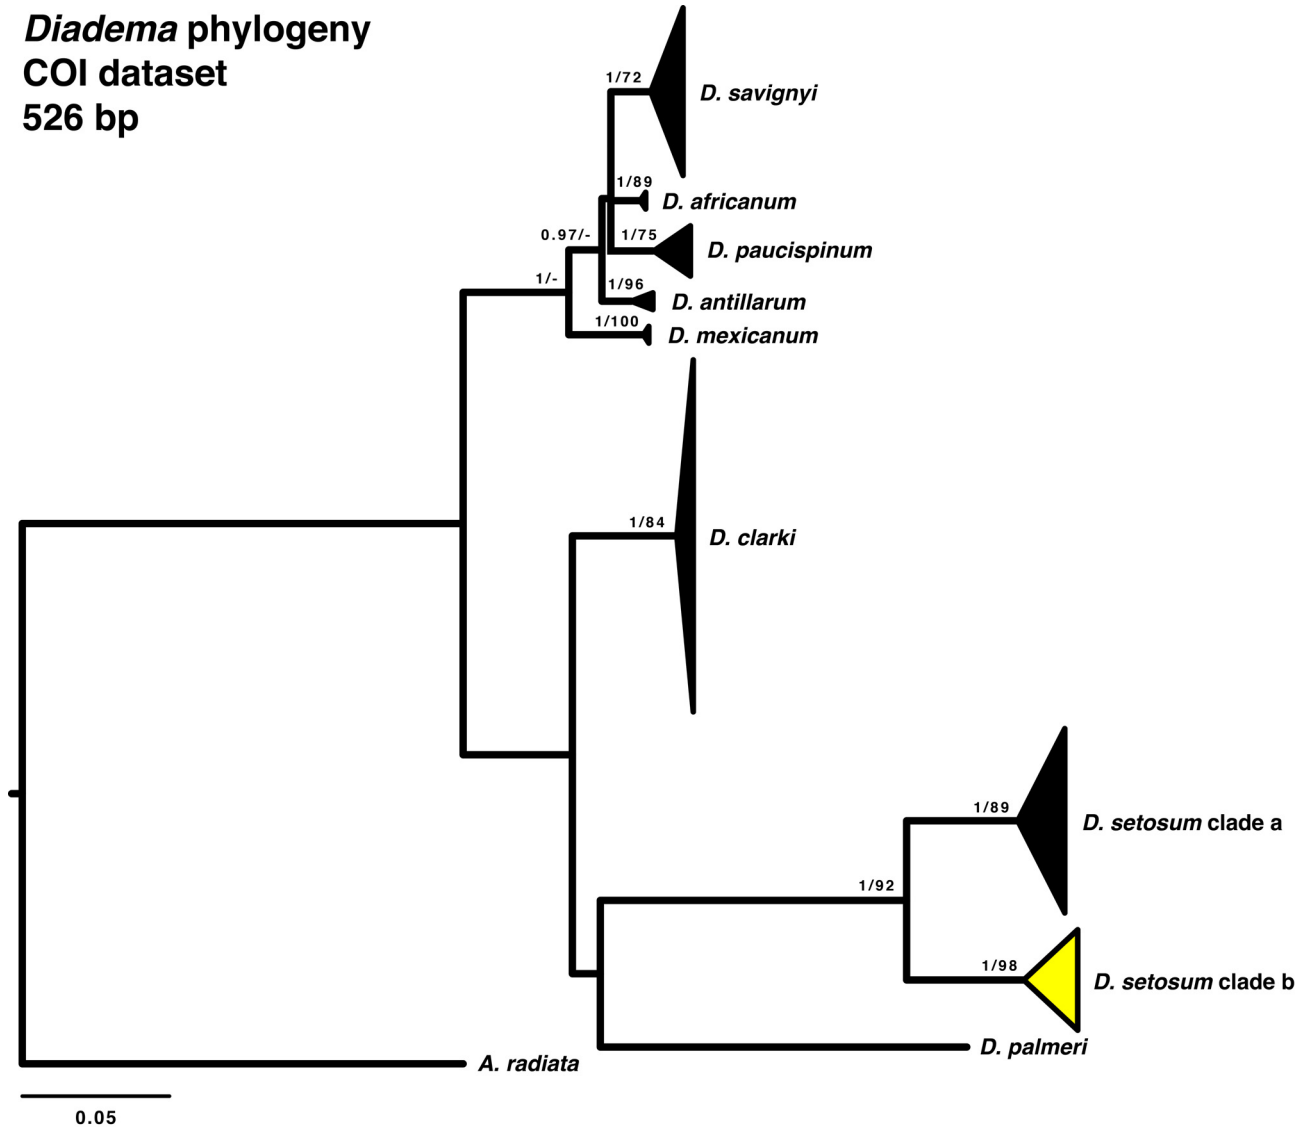 Diadema phylogeny
COI dataset
526 bp
1/72
D. savignyi
1/89
D. africanum
0.97/-
1/75
D. paucispinum
1/-
1/96
D. antillarum
1/100
D. mexicanum
1/84
D. clarki
1/89
D. setosum clade a
1/92
1/98
D. setosum clade b
D. palmeri
A. radiata
0.05